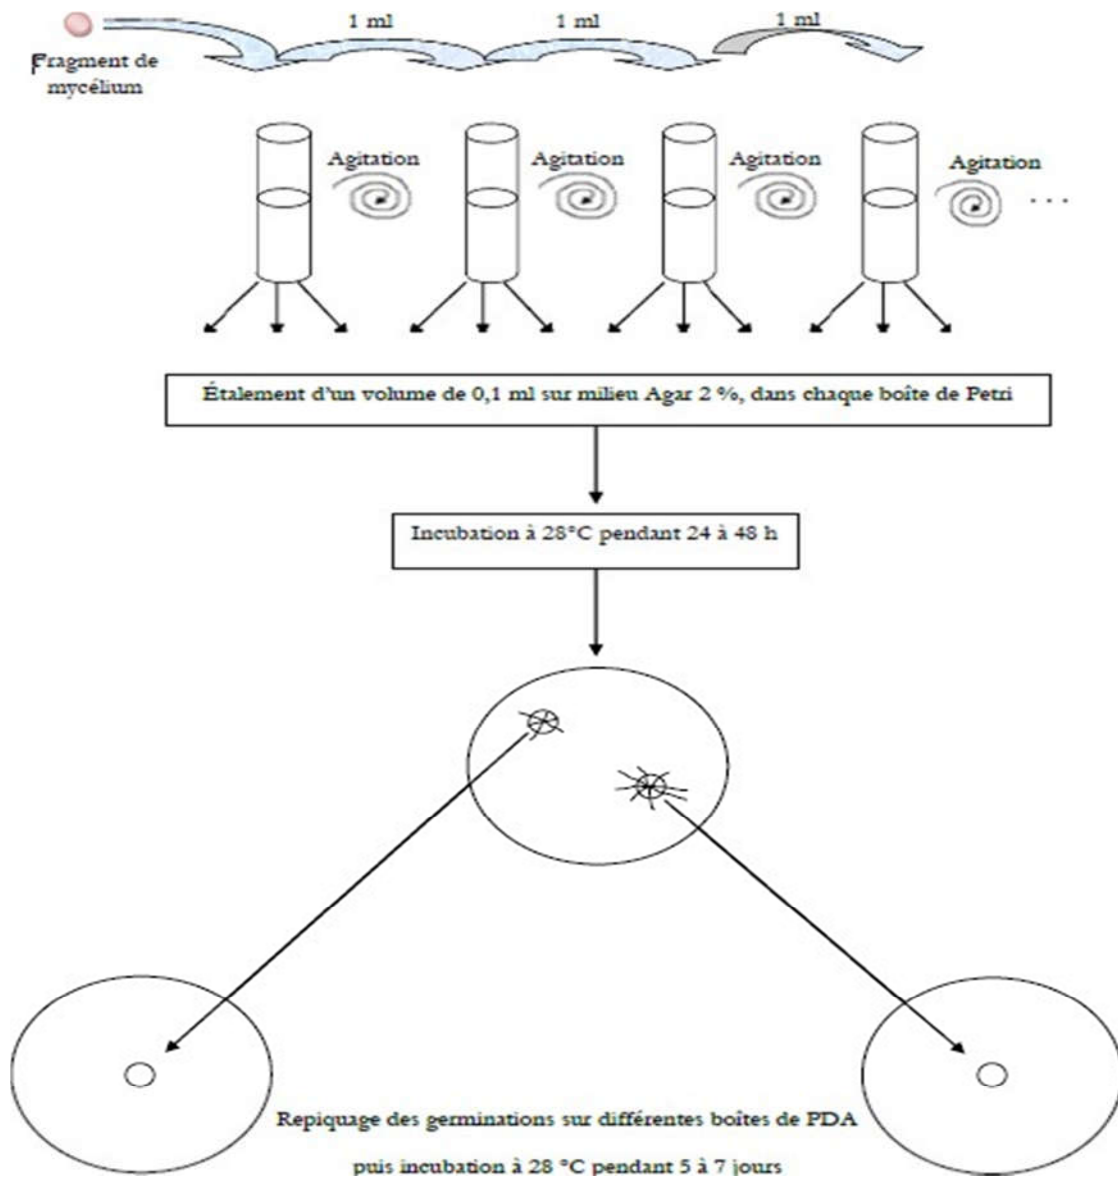 1 ml 1 ml 1 ml
Fragment de
mycélium
Agitation Agitation Agitation Agitation ...
Étalement d'un volume de 0,1 ml sur milieu Agar 2 %, dans chaque boîte de Petri
Incubation à 28°C pendant 24 à 48 h
Repiquage des germinations sur différentes boîtes de PDA
puis incubation à 28 °C pendant 5 à 7 jours